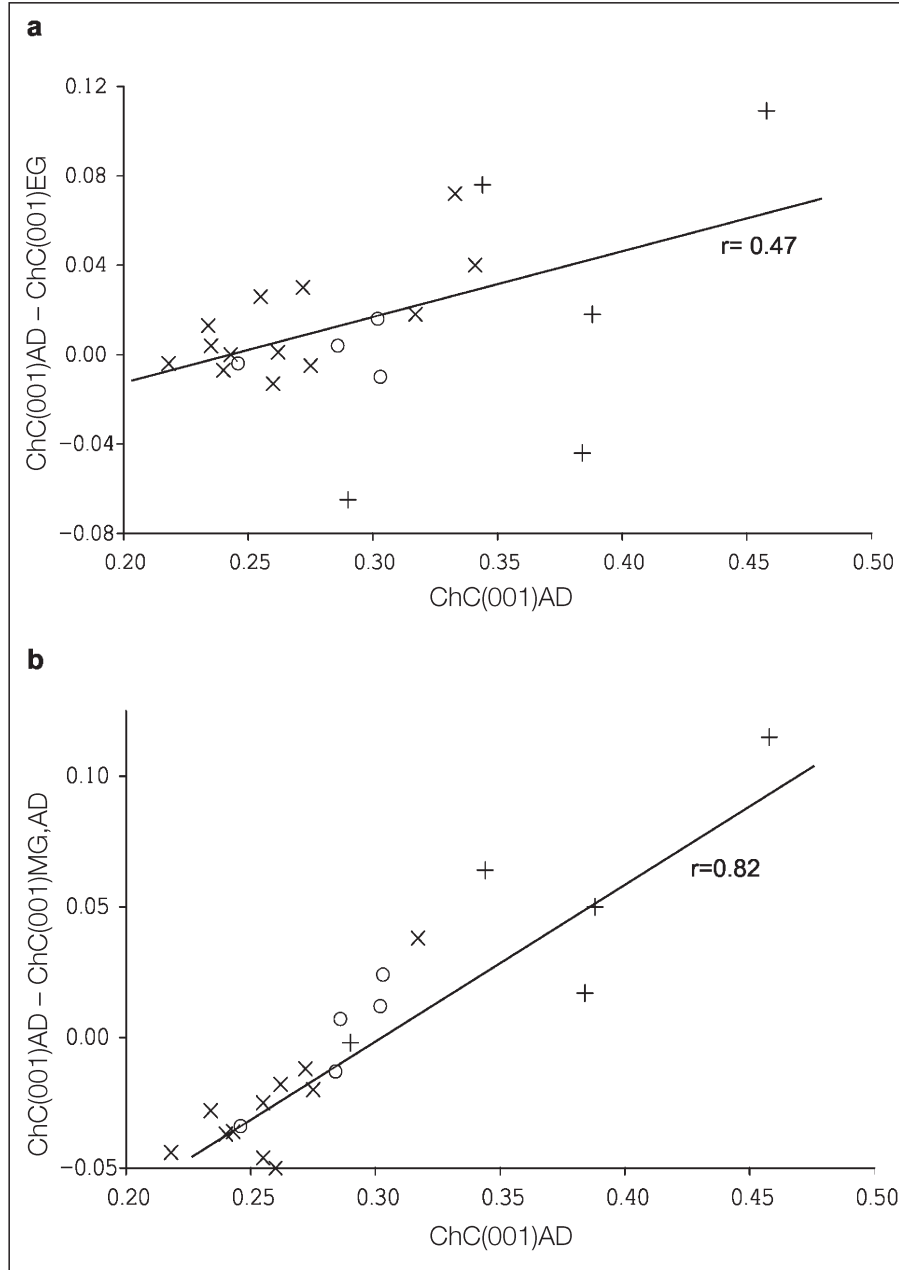 a
0.12
0.08
0.04
0.00
−0.04
−0.08
ChC(001)AD − ChC(001)EG
r= 0.47
0.20 0.25 0.30 0.35 0.40 0.45 0.50
ChC(001)AD
b
0.10
0.05
0.00
−0.05
ChC(001)AD − ChC(001)MG,AD
r=0.82
0.20 0.25 0.30 0.35 0.40 0.45 0.50
ChC(001)AD